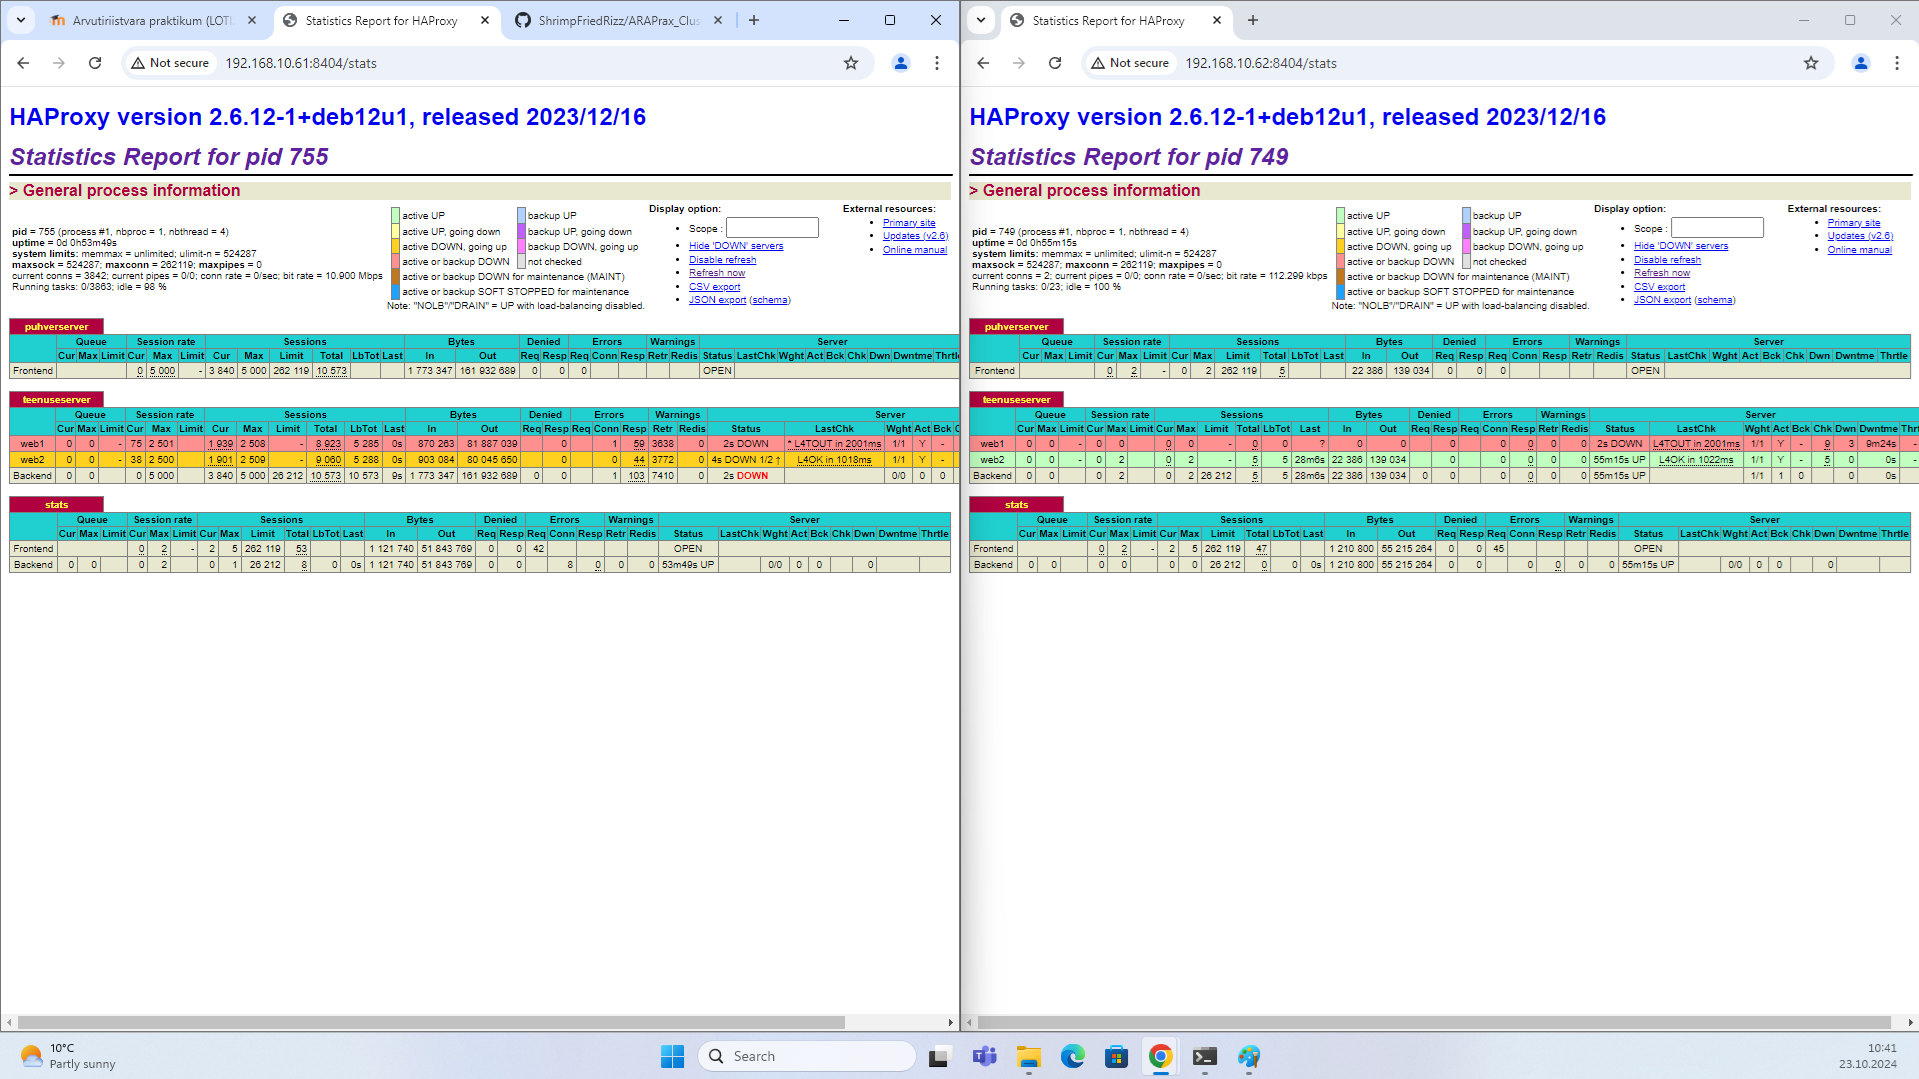 Arvutiriistvara praktikum (LOTI
Statistics Report for HAProxy
ShrimpFriedRizz/ARAPrax_Clus
Not secure 192.168.10.61:8404/stats
HAProxy version 2.6.12-1+deb12u1, released 2023/12/16
Statistics Report for pid 755
> General process information
pid = 755 (process #1, nbproc = 1, nbthread = 4)
uptime = 0d 0h53m49s
system limits: memmax = unlimited; ulimit-n = 524287
maxsock = 524287; maxconn = 262119; maxpipes = 0
current conns = 3842; current pipes = 0/0; conn rate = 0/sec; bit rate = 10.900 Mbps
Running tasks: 0/3863; idle = 98 %
active UP backup UP
active UP, going down backup UP, going down
active DOWN, going up backup DOWN, going up
active or backup DOWN not checked
active or backup DOWN for maintenance (MAINT)
active or backup SOFT STOPPED for maintenance
Note: "NOLB"/"DRAIN" = UP with load-balancing disabled.
Display option:
Scope :
Hide 'DOWN' servers
Disable refresh
Refresh now
CSV export
JSON export (schema)
External resources:
Primary site
Updates (v2.6)
Online manual
puhverserver
Queue Session rate Sessions Bytes Denied Errors Warnings Server
Cur Max Limit Cur Max Limit Cur Max Limit Total LbTot Last In Out Req Resp Req Conn Resp Retr Redis Status LastChk Wght Act Bck Chk Dwn Dwntme Thrtle
Frontend 0 5 000 - 3 840 5 000 262 119 10 573 1 773 347 161 932 689 0 0 0 OPEN
teenuseserver
Queue Session rate Sessions Bytes Denied Errors Warnings Server
Cur Max Limit Cur Max Limit Cur Max Limit Total LbTot Last In Out Req Resp Req Conn Resp Retr Redis Status LastChk Wght Act Bck C
web1 0 0 - 75 2 501 1 939 2 508 - 8 923 5 285 0s 870 263 81 887 039 0 1 59 3638 0 2s DOWN * L4TOUT in 2001ms 1/1 Y -
web2 0 0 - 38 2 500 1 901 2 509 - 9 060 5 288 0s 903 084 80 045 650 0 0 44 3772 0 4s DOWN 1/2 ↑ L4OK in 1018ms 1/1 Y -
Backend 0 0 0 5 000 3 840 5 000 26 212 10 573 10 573 9s 1 773 347 161 932 689 0 0 1 103 7410 0 2s DOWN 0/0 0 0
stats
Queue Session rate Sessions Bytes Denied Errors Warnings Server
Cur Max Limit Cur Max Limit Cur Max Limit Total LbTot Last In Out Req Resp Req Conn Resp Retr Redis Status LastChk Wght Act Bck Chk Dwn Dwntme Thrtle
Frontend 0 2 - 2 5 262 119 53 1 121 740 51 843 769 0 0 42 OPEN
Backend 0 0 0 2 0 1 26 212 8 0 0s 1 121 740 51 843 769 0 0 8 0 0 0 53m49s UP 0/0 0 0 0
Statistics Report for HAProxy
Not secure 192.168.10.62:8404/stats
HAProxy version 2.6.12-1+deb12u1, released 2023/12/16
Statistics Report for pid 749
> General process information
pid = 749 (process #1, nbproc = 1, nbthread = 4)
uptime = 0d 0h55m15s
system limits: memmax = unlimited; ulimit-n = 524287
maxsock = 524287; maxconn = 262119; maxpipes = 0
current conns = 2; current pipes = 0/0; conn rate = 0/sec; bit rate = 112.299 kbps
Running tasks: 0/23; idle = 100 %
active UP backup UP
active UP, going down backup UP, going down
active DOWN, going up backup DOWN, going up
active or backup DOWN not checked
active or backup DOWN for maintenance (MAINT)
active or backup SOFT STOPPED for maintenance
Note: "NOLB"/"DRAIN" = UP with load-balancing disabled.
Display option:
Scope :
Hide 'DOWN' servers
Disable refresh
Refresh now
CSV export
JSON export (schema)
External resources:
Primary site
Updates (v2.6)
Online manual
puhverserver
Queue Session rate Sessions Bytes Denied Errors Warnings Server
Cur Max Limit Cur Max Limit Cur Max Limit Total LbTot Last In Out Req Resp Req Conn Resp Retr Redis Status LastChk Wght Act Bck Chk Dwn Dwntme Thrtle
Frontend 0 2 - 0 2 262 119 5 22 386 139 034 0 0 0 OPEN
teenuseserver
Queue Session rate Sessions Bytes Denied Errors Warnings Server
Cur Max Limit Cur Max Limit Cur Max Limit Total LbTot Last In Out Req Resp Req Conn Resp Retr Redis Status LastChk Wght Act Bck Chk Dwn Dwntme Thrt
web1 0 0 - 0 0 0 0 - 0 0 ? 0 0 0 0 0 0 0 2s DOWN L4TOUT in 2001ms 1/1 Y - 9 3 9m24s -
web2 0 0 - 0 2 0 2 - 5 5 28m6s 22 386 139 034 0 0 0 0 0 55m15s UP L4OK in 1022ms 1/1 Y - 5 0 0s -
Backend 0 0 0 2 0 2 26 212 5 5 28m6s 22 386 139 034 0 0 0 0 0 0 55m15s UP 1/1 1 0 0 0s
stats
Queue Session rate Sessions Bytes Denied Errors Warnings Server
Cur Max Limit Cur Max Limit Cur Max Limit Total LbTot Last In Out Req Resp Req Conn Resp Retr Redis Status LastChk Wght Act Bck Chk Dwn Dwntme Thrtle
Frontend 0 2 - 2 5 262 119 47 1 210 800 55 215 264 0 0 45 OPEN
Backend 0 0 0 0 0 0 26 212 0 0 0s 1 210 800 55 215 264 0 0 0 0 0 0 55m15s UP 0/0 0 0 0
10°C
Partly sunny
Search
10:41
23.10.2024